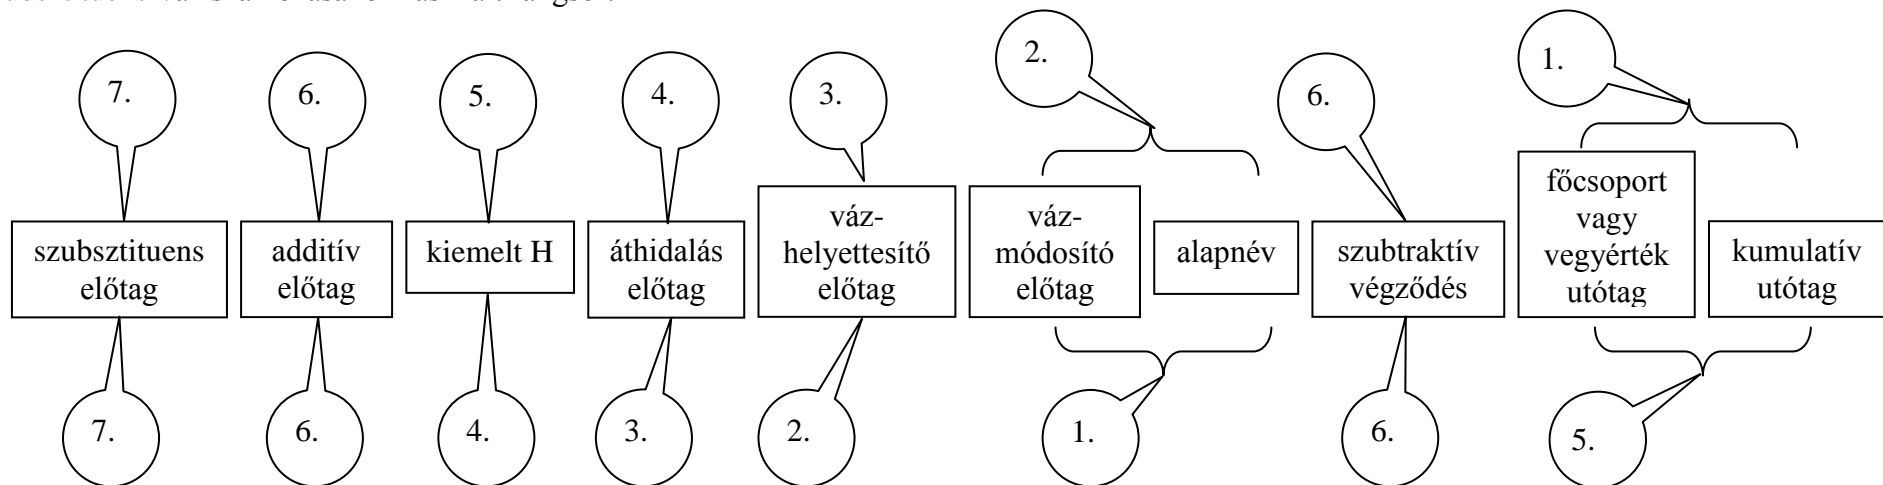 7.
6.
5.
4.
3.
2.
6.
1.
szubsztituens
előtag
additív
előtag
kiemelt H
áthidalás
előtag
váz-
helyettesítő
előtag
váz-
módosító
előtag
alapnév
szubtraktív
végződés
főcsoport
vagy
vegyérték
utótag
kumulatív
utótag
7.
6.
4.
3.
2.
1.
6.
5.